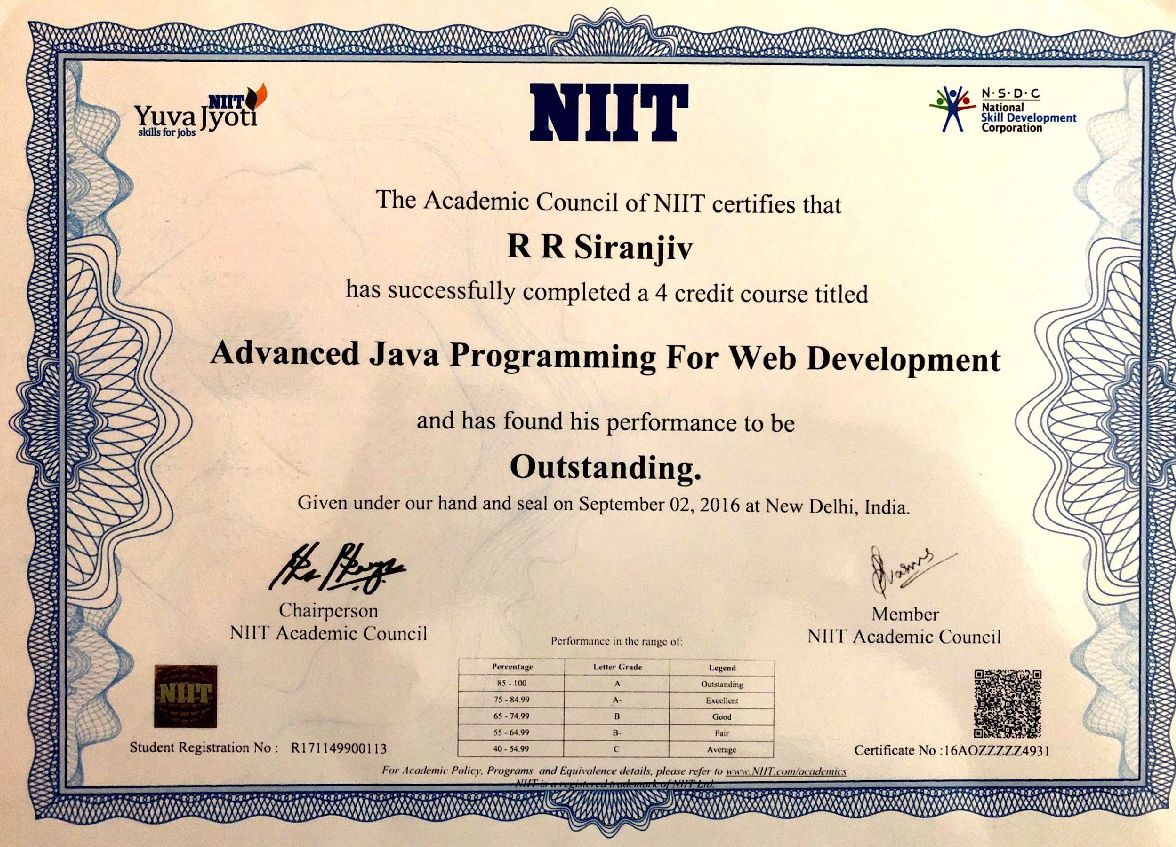 NIIT
Yuva Jyoti
skills for jobs
NIIT
N·S·D·C
National
Skill Development
Corporation
The Academic Council of NIIT certifies that
R R Siranjiv
has successfully completed a 4 credit course titled
Advanced Java Programming For Web Development
and has found his performance to be
Outstanding.
Given under our hand and seal on September 02, 2016 at New Delhi, India.
Chairperson
NIIT Academic Council
Member
NIIT Academic Council
Performance in the range of:
Percentage Letter Grade Legend
85 - 100 A Outstanding
75 - 84.99 A- Excellent
65 - 74.99 B Good
55 - 64.99 B- Fair
40 - 54.99 C Average
NIIT
Student Registration No : R171149900113
Certificate No :16AOZZZZZ4931
For Academic Policy, Programs and Equivalence details, please refer to www.NIIT.com/academics
NIIT is a registered trademark of NIIT Ltd.